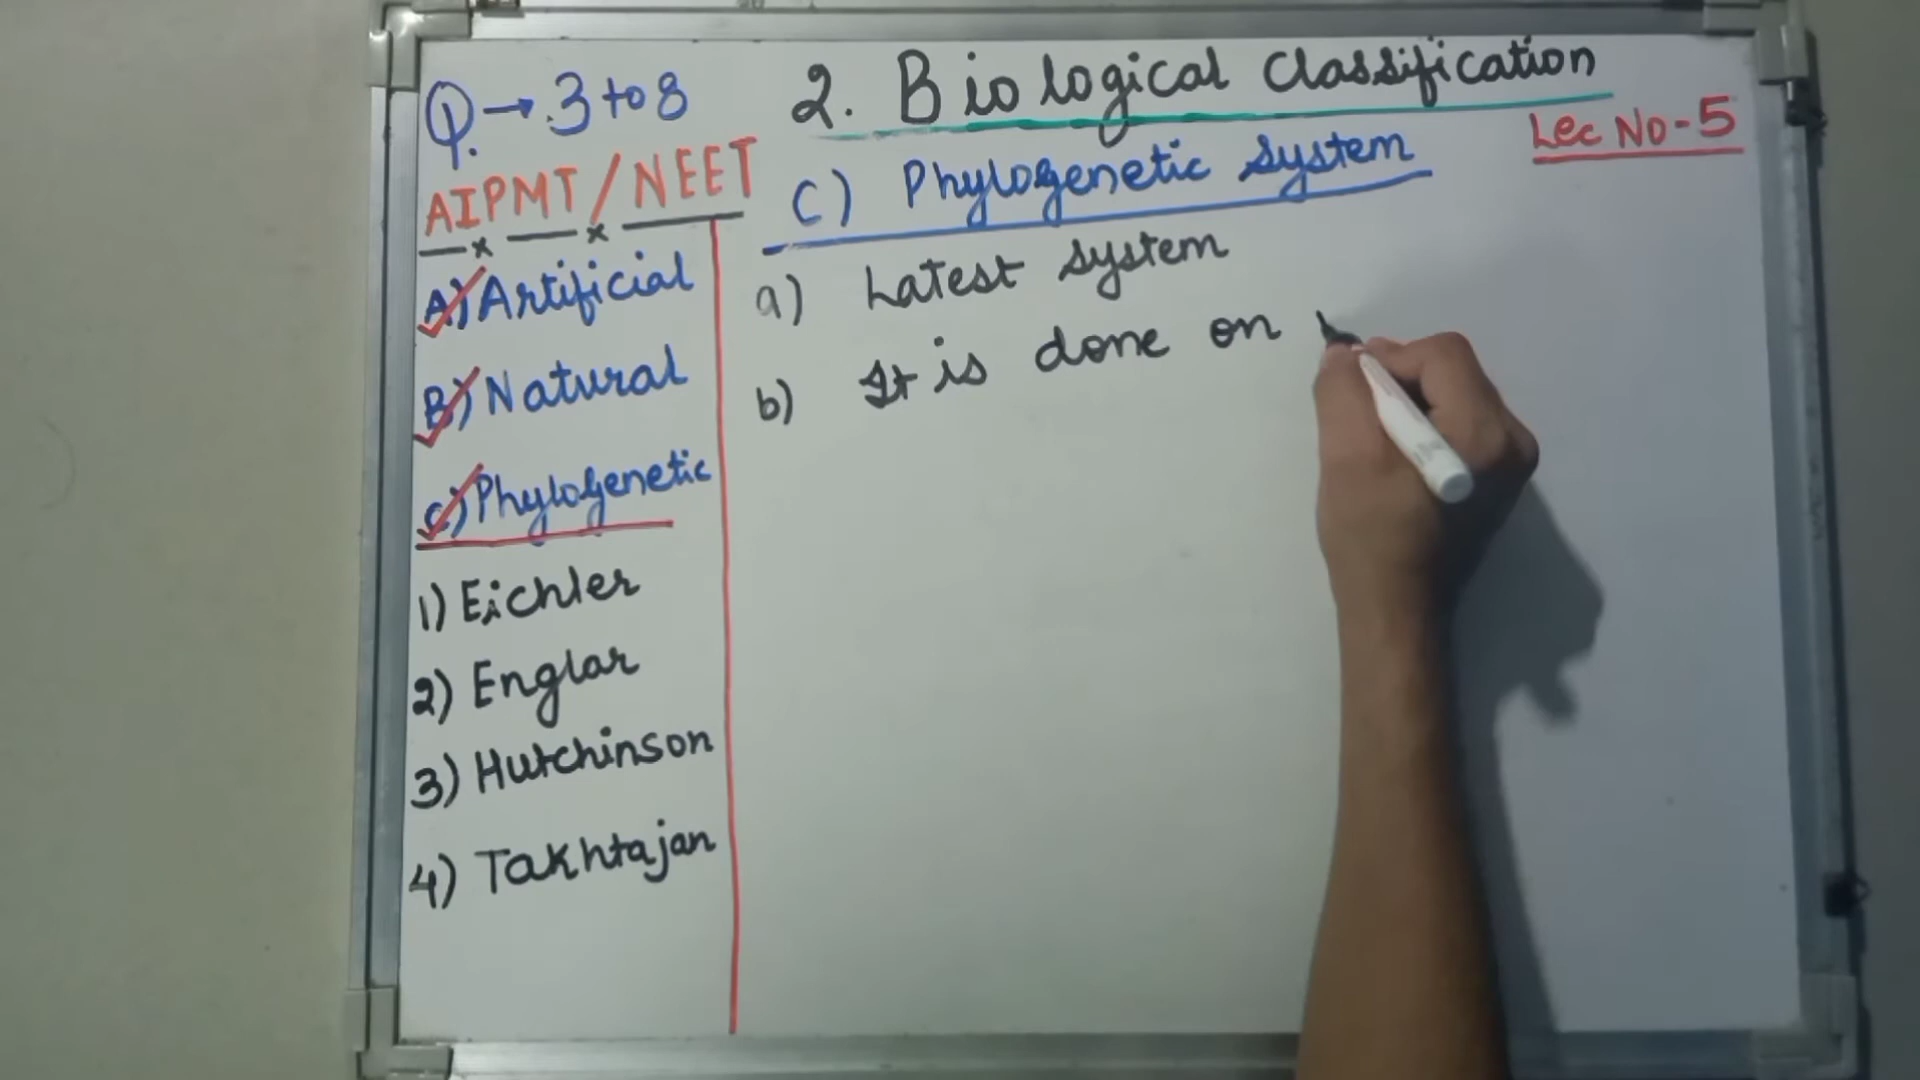 Q. → 3 to 8
AIPMT/NEET
A) Artificial
B) Natural
C) Phylogenetic
1) Eichler
2) Englar
3) Hutchinson
4) Takhtajan
2. Biological Classification
Lec No-5
C) Phylogenetic System
a) Latest system
b) It is done on